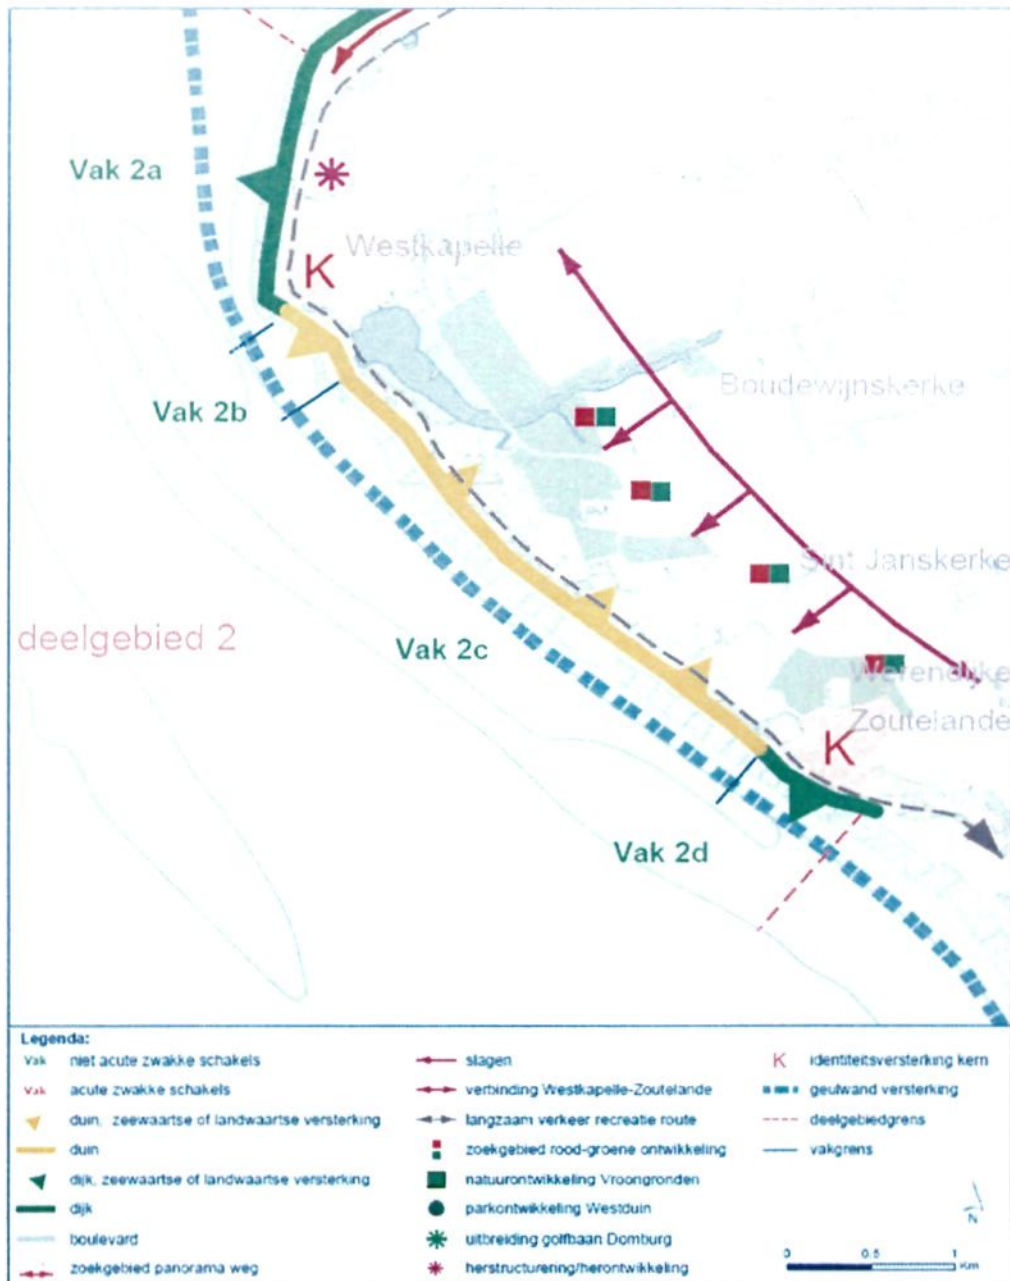 Vak 2a
K
Westkapelle
Boudewijnskerke
Vak 2b
Sint Janskerke
deelgebied 2
Vak 2c
Werendijke
Zoutelande
K
Vak 2d
Legenda:
Vak niet acute zwakke schakels
Vak acute zwakke schakels
duin, zeewaartse of landwaartse versterking
duin
dijk, zeewaartse of landwaartse versterking
dijk
boulevard
zoekgebied panorama weg
slagen
verbinding Westkapelle-Zoutelande
langzaam verkeer recreatie route
zoekgebied rood-groene ontwikkeling
natuurontwikkeling Vroongronden
parkontwikkeling Westduin
uitbreiding golfbaan Domburg
herstructurering/herontwikkeling
K identiteitsversterking kern
geulwand versterking
deelgebiedgrens
vakgrens
N
0 0.5 1
Km